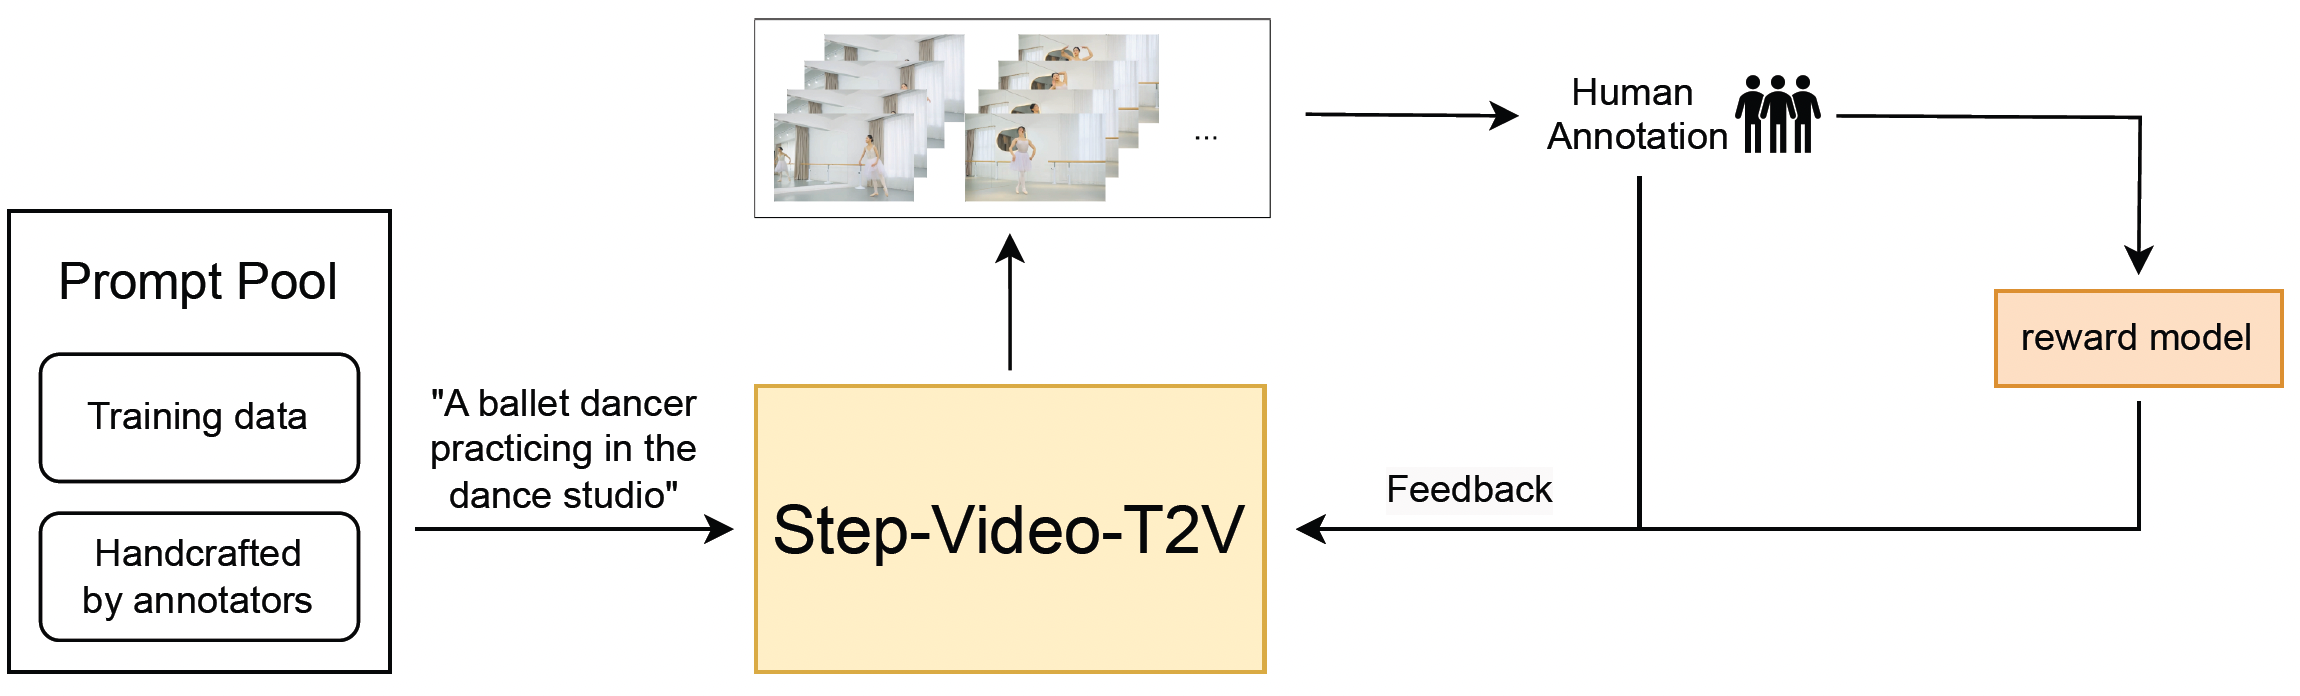 Prompt Pool
Training data
Handcrafted
by annotators
"A ballet dancer
practicing in the
dance studio"
Step-Video-T2V
...
Human
Annotation
reward model
Feedback